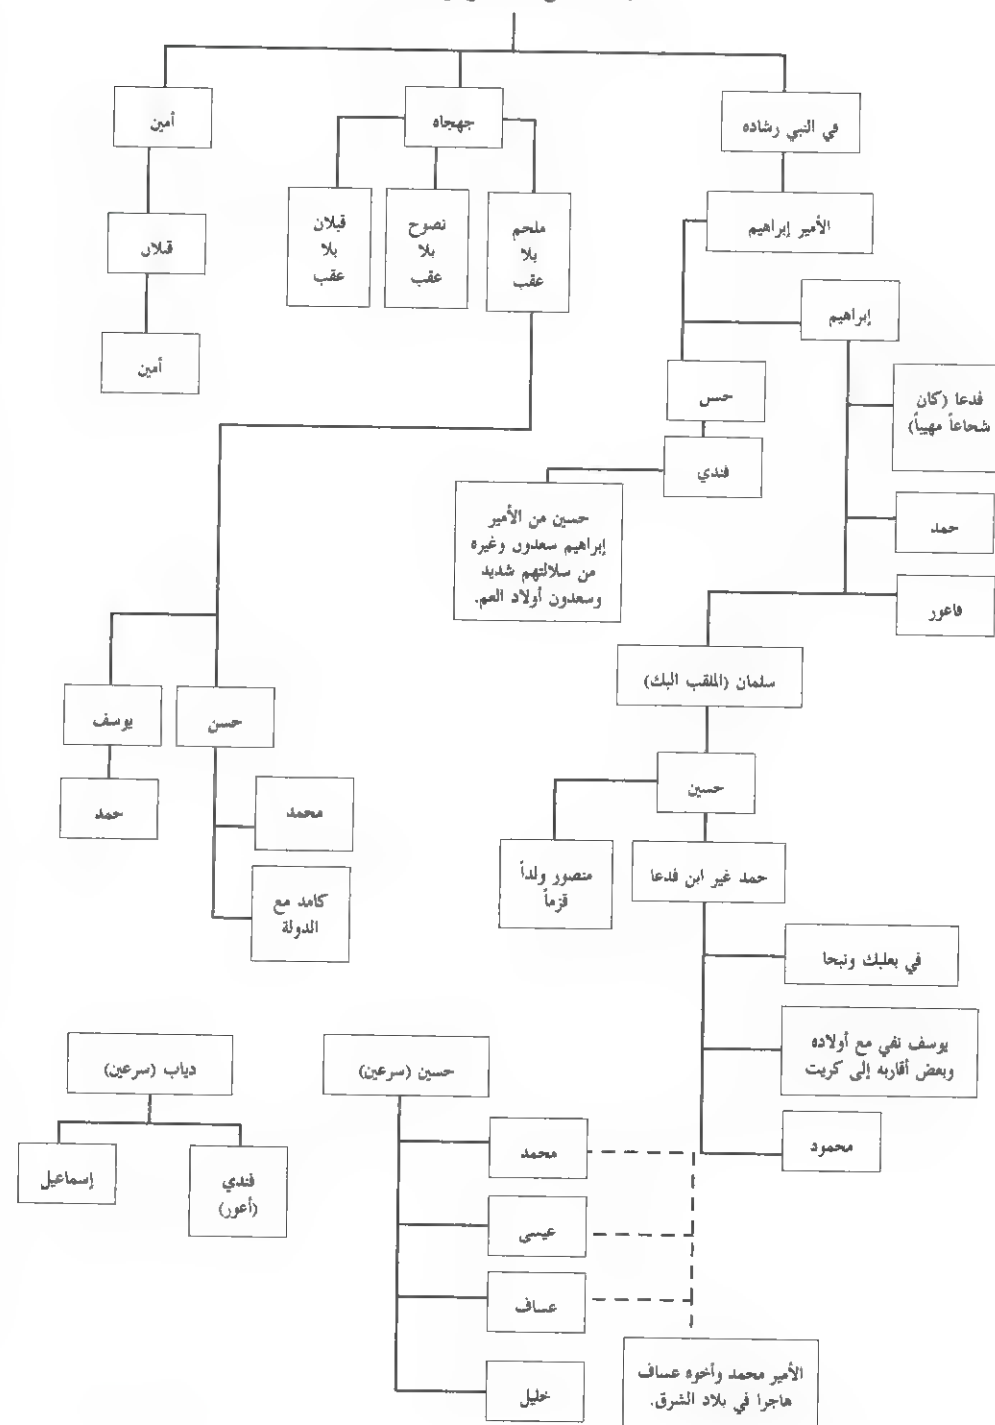 في النبي رشاده
جهجاه
أمين
الأمير إبراهيم
ملحم
بلا
عقب
نصوح
بلا
عقب
قبلان
بلا
عقب
قبلان
أمين
إبراهيم
حسن
فدعا (كان
شجاعاً مهيباً)
فندي
حمد
حسين من الأمير
إبراهيم سعدون وغيره
من سلالتهم شديد
وسعدون أولاد العم.
فاعور
سلمان (الملقب البك)
حسن
يوسف
حسين
محمد
حمد
حمد غير ابن فدعا
منصور ولداً
قزماً
كامد مع
الدولة
في بعلبك ونبحا
يوسف نفي مع أولاده
وبعض أقاربه إلى كريت
محمود
حسين (سرعين)
دياب (سرعين)
محمد
فندي
(أعور)
إسماعيل
عيسى
عساف
خليل
الأمير محمد وأخوه عساف
هاجرا في بلاد الشرق.